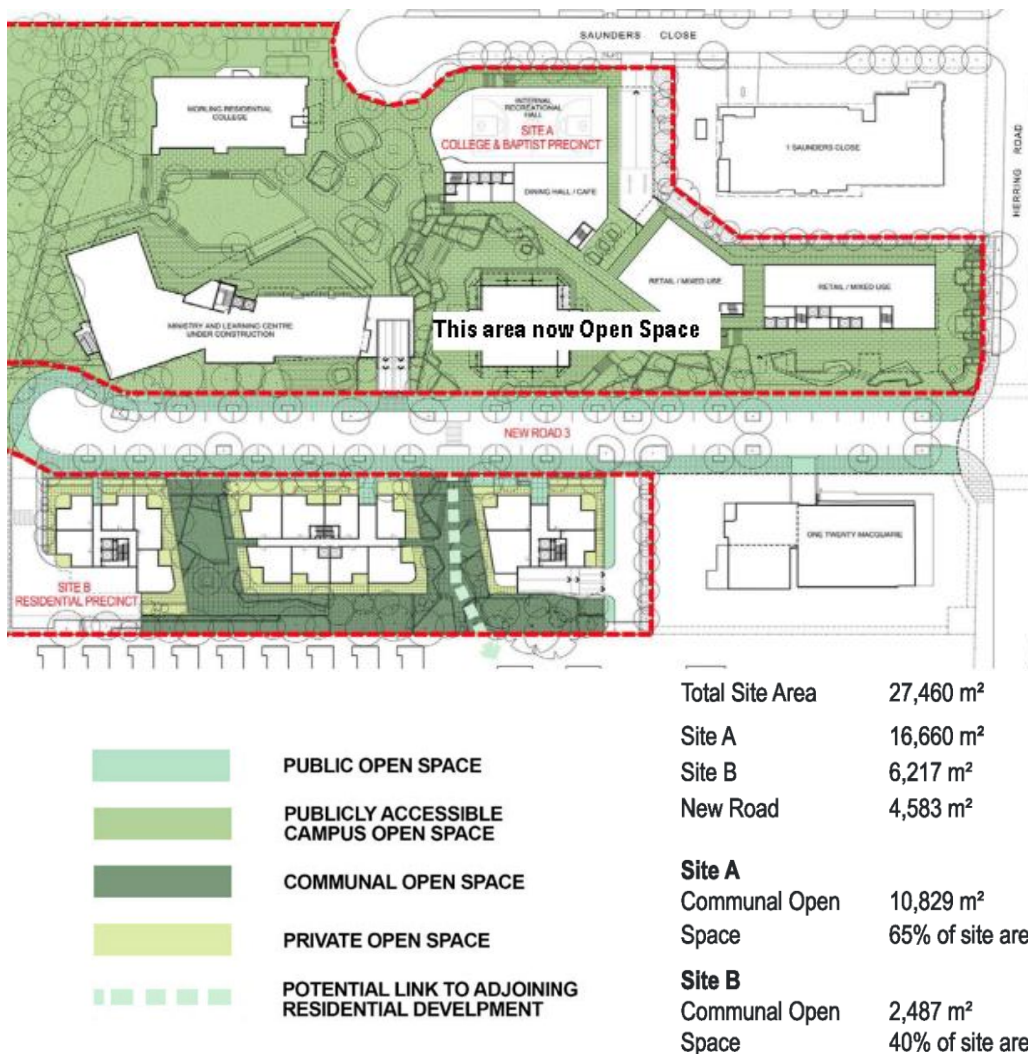 SAUNDERS CLOSE
HERRING ROAD
MORLING RESIDENTIAL
COLLEGE
INTERNAL
RECREATIONAL
HALL
SITE A
COLLEGE & BAPTIST PRECINCT
1 SAUNDERS CLOSE
DINING HALL / CAFE
RETAIL / MIXED USE
RETAIL / MIXED USE
MINISTRY AND LEARNING CENTRE
UNDER CONSTRUCTION
This area now Open Space
NEW ROAD 3
ONE TWENTY MACQUARIE
SITE B
RESIDENTIAL PRECINCT
PUBLIC OPEN SPACE
PUBLICLY ACCESSIBLE
CAMPUS OPEN SPACE
COMMUNAL OPEN SPACE
PRIVATE OPEN SPACE
POTENTIAL LINK TO ADJOINING
RESIDENTIAL DEVELPMENT
Total Site Area 27,460 m²
Site A 16,660 m²
Site B 6,217 m²
New Road 4,583 m²
Site A
Communal Open 10,829 m²
Space 65% of site are
Site B
Communal Open 2,487 m²
Space 40% of site are